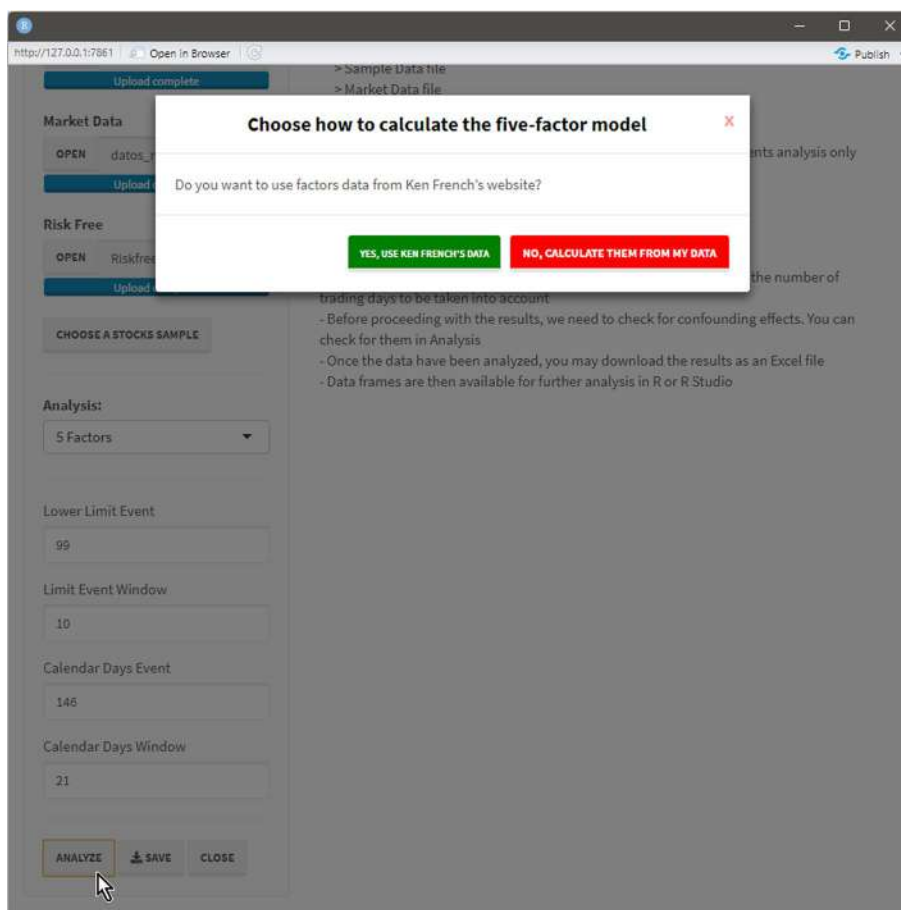 R
http://127.0.0.1:7861 Open in Browser Publish
Upload complete
> Sample Data file
> Market Data file
Choose how to calculate the five-factor model x
Do you want to use factors data from Ken French's website?
YES, USE KEN FRENCH'S DATA NO, CALCULATE THEM FROM MY DATA
Market Data
OPEN datos_
Upload
Risk Free
OPEN Riskfree
Upload
CHOOSE A STOCKS SAMPLE
Analysis:
5 Factors
Lower Limit Event
99
Limit Event Window
10
Calendar Days Event
146
Calendar Days Window
21
ANALYZE SAVE CLOSE
ents analysis only
the number of
trading days to be taken into account
- Before proceeding with the results, we need to check for confounding effects. You can
check for them in Analysis
- Once the data have been analyzed, you may download the results as an Excel file
- Data frames are then available for further analysis in R or R Studio